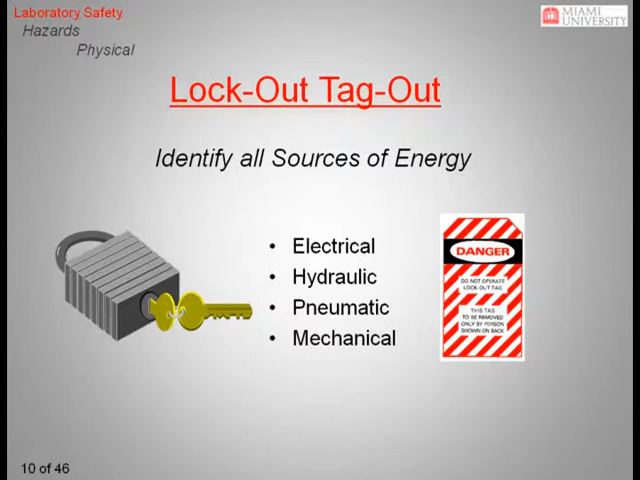 Laboratory Safety
Hazards
Physical
MIAMI
UNIVERSITY
Lock-Out Tag-Out
Identify all Sources of Energy
• Electrical
• Hydraulic
• Pneumatic
• Mechanical
DANGER
DO NOT OPERATE
LOCK-OUT TAG
THIS TAG
TO BE REMOVED
ONLY BY PERSON
SHOWN ON BACK
10 of 46